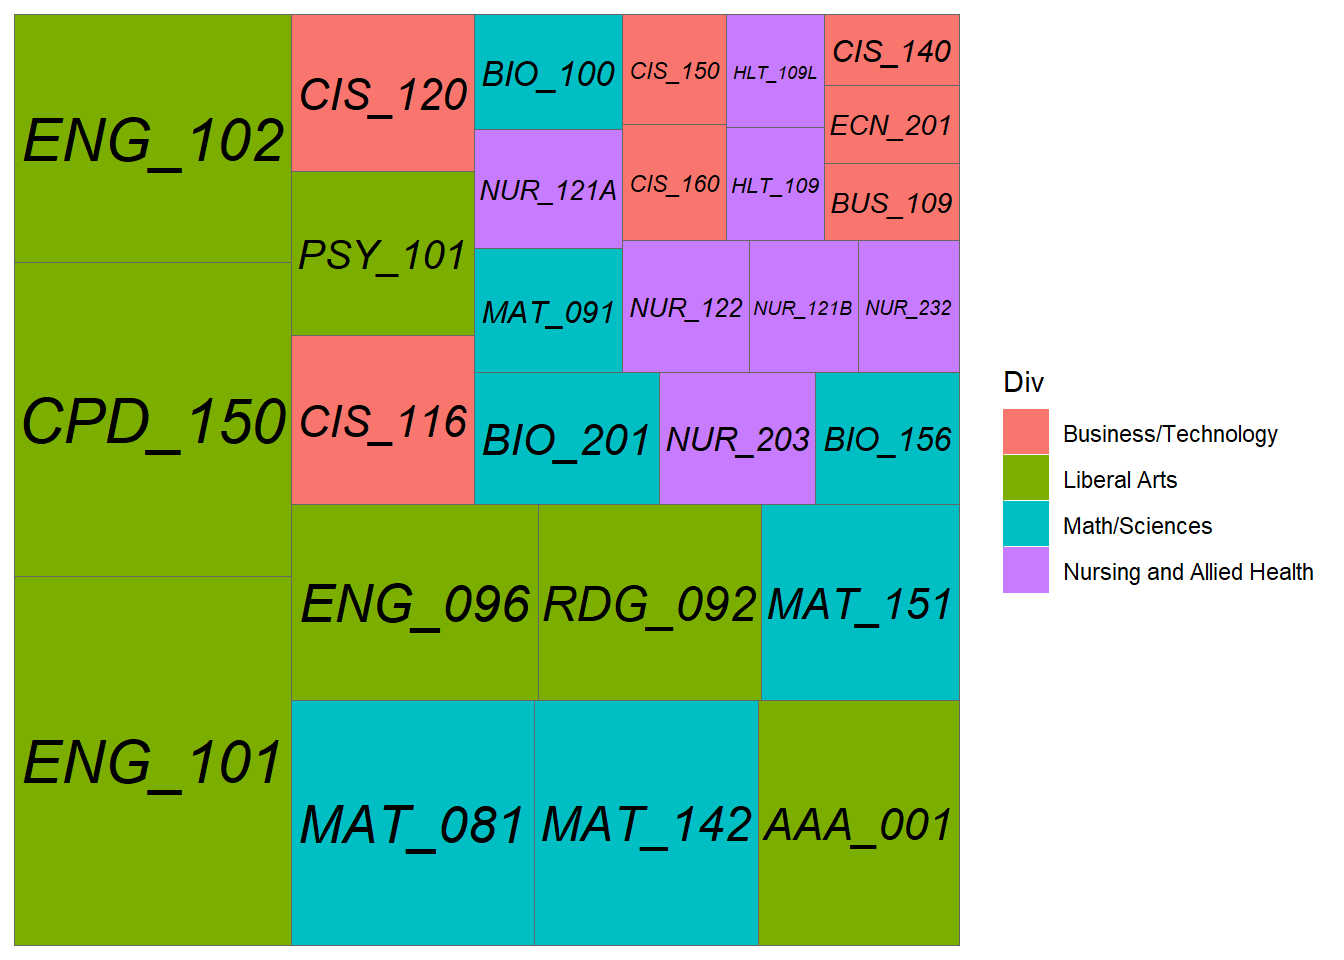 ENG_102
CPD_150
ENG_101
CIS_120
PSY_101
CIS_116
BIO_100
NUR_121A
MAT_091
CIS_150
CIS_160
HLT_109L
HLT_109
CIS_140
ECN_201
BUS_109
NUR_122
NUR_121B
NUR_232
BIO_201
NUR_203
BIO_156
ENG_096
RDG_092
MAT_151
MAT_081
MAT_142
AAA_001
Div
Business/Technology
Liberal Arts
Math/Sciences
Nursing and Allied Health